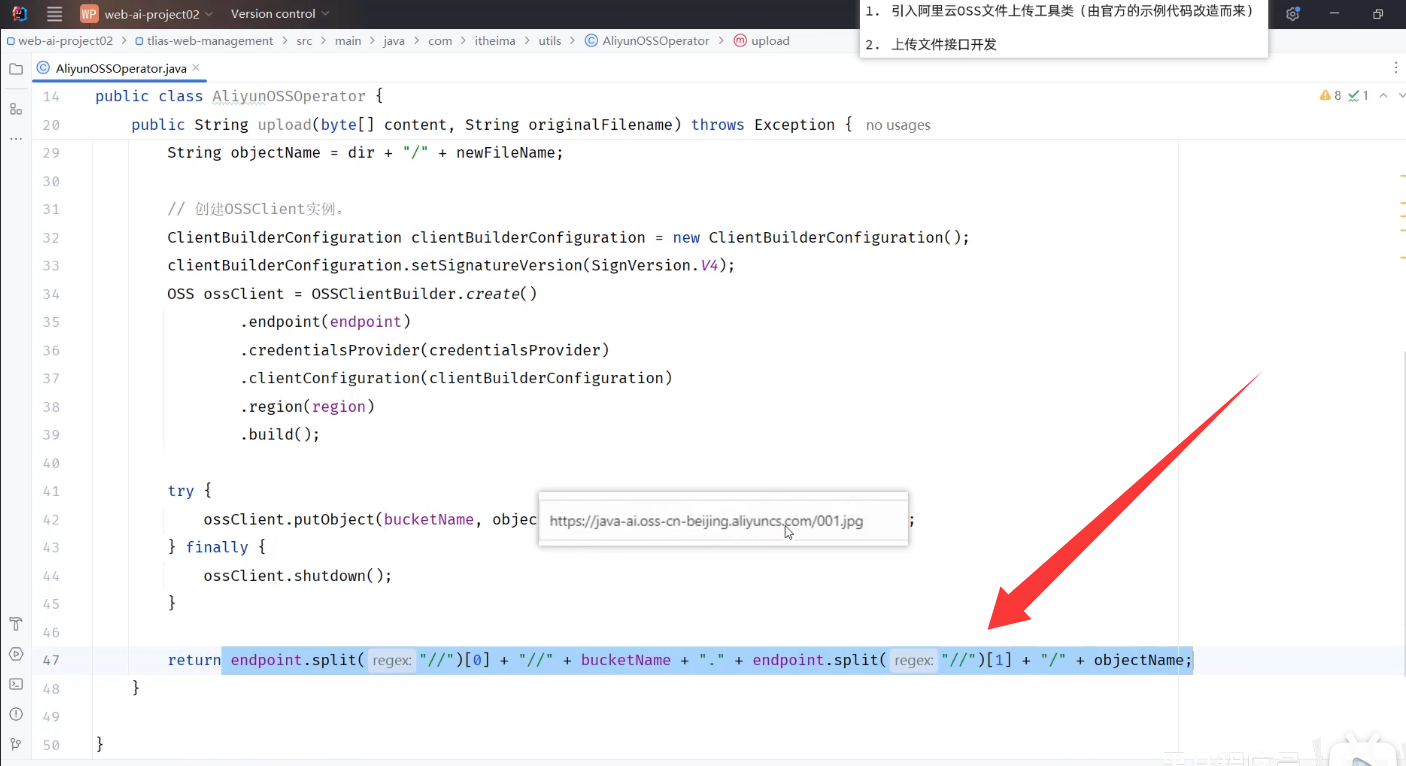 WP web-ai-project02 Version control
1. 引入阿里云OSS文件上传工具类（由官方的示例代码改造而来）
2. 上传文件接口开发
web-ai-project02 > tlias-web-management > src > main > java > com > itheima > utils > AliyunOSSOperator > upload
AliyunOSSOperator.java
8 1
14 public class AliyunOSSOperator {
20 public String upload(byte[] content, String originalFilename) throws Exception { no usages
29 String objectName = dir + "/" + newFileName;
30
31 // 创建OSSClient实例。
32 ClientBuilderConfiguration clientBuilderConfiguration = new ClientBuilderConfiguration();
33 clientBuilderConfiguration.setSignatureVersion(SignVersion.V4);
34 OSS ossClient = OSSClientBuilder.create()
35 .endpoint(endpoint)
36 .credentialsProvider(credentialsProvider)
37 .clientConfiguration(clientBuilderConfiguration)
38 .region(region)
39 .build();
40
41 try {
42 ossClient.putObject(bucketName, objec ;
https://java-ai.oss-cn-beijing.aliyuncs.com/001.jpg
43 } finally {
44 ossClient.shutdown();
45 }
46
47 return endpoint.split( regex: "//")[0] + "//" + bucketName + "." + endpoint.split( regex: "//")[1] + "/" + objectName;
48 }
49
50 }